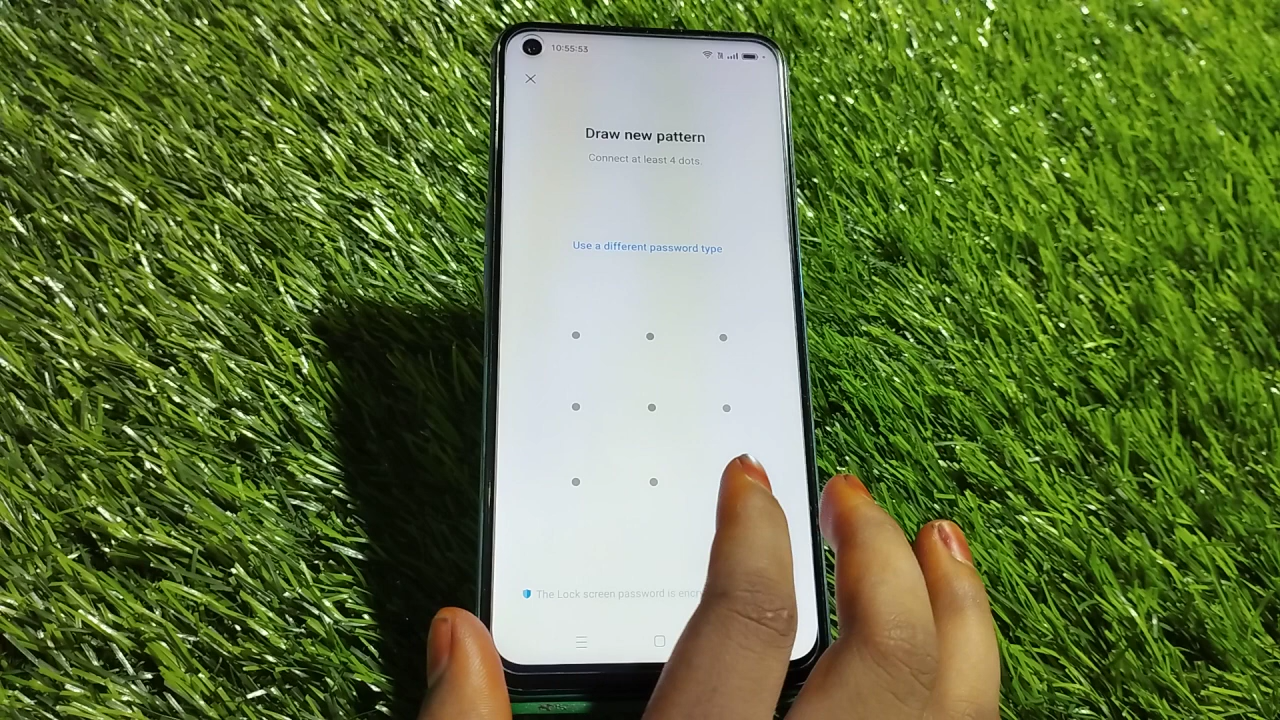 10:55:53
Draw new pattern
Connect at least 4 dots.
Use a different password type
The Lock screen password is